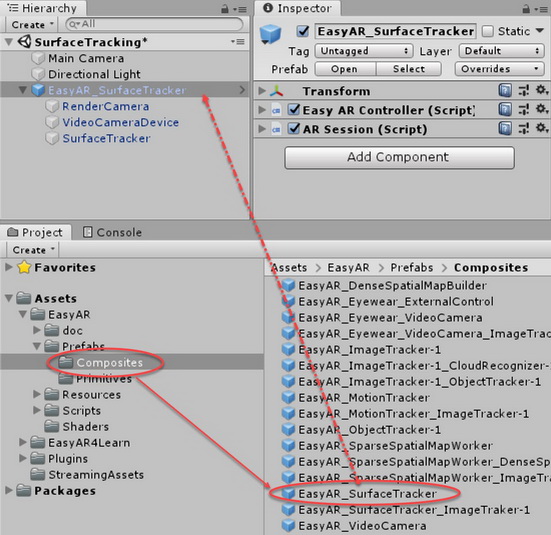 Hierarchy
Create
All
SurfaceTracking*
Main Camera
Directional Light
EasyAR_SurfaceTracker
RenderCamera
VideoCameraDevice
SurfaceTracker
Inspector
EasyAR_SurfaceTracker Static
Tag Untagged Layer Default
Prefab Open Select Overrides
Transform
Easy AR Controller (Script)
AR Session (Script)
Add Component
Project Console
Create
Favorites
Assets
EasyAR
doc
Prefabs
Composites
Primitives
Resources
Scripts
Shaders
EasyAR4Learn
Plugins
StreamingAssets
Packages
Assets > EasyAR > Prefabs > Composites
EasyAR_DenseSpatialMapBuilder
EasyAR_Eyewear_ExternalControl
EasyAR_Eyewear_VideoCamera
EasyAR_Eyewear_VideoCamera_ImageTrac
EasyAR_ImageTracker-1
EasyAR_ImageTracker-1_CloudRecognizer-
EasyAR_ImageTracker-1_ObjectTracker-1
EasyAR_MotionTracker
EasyAR_MotionTracker_ImageTracker-1
EasyAR_ObjectTracker-1
EasyAR_SparseSpatialMapWorker
EasyAR_SparseSpatialMapWorker_DenseSp
EasyAR_SparseSpatialMapWorker_ImageTra
EasyAR_SurfaceTracker
EasyAR_SurfaceTracker_ImageTraker-1
EasyAR_VideoCamera